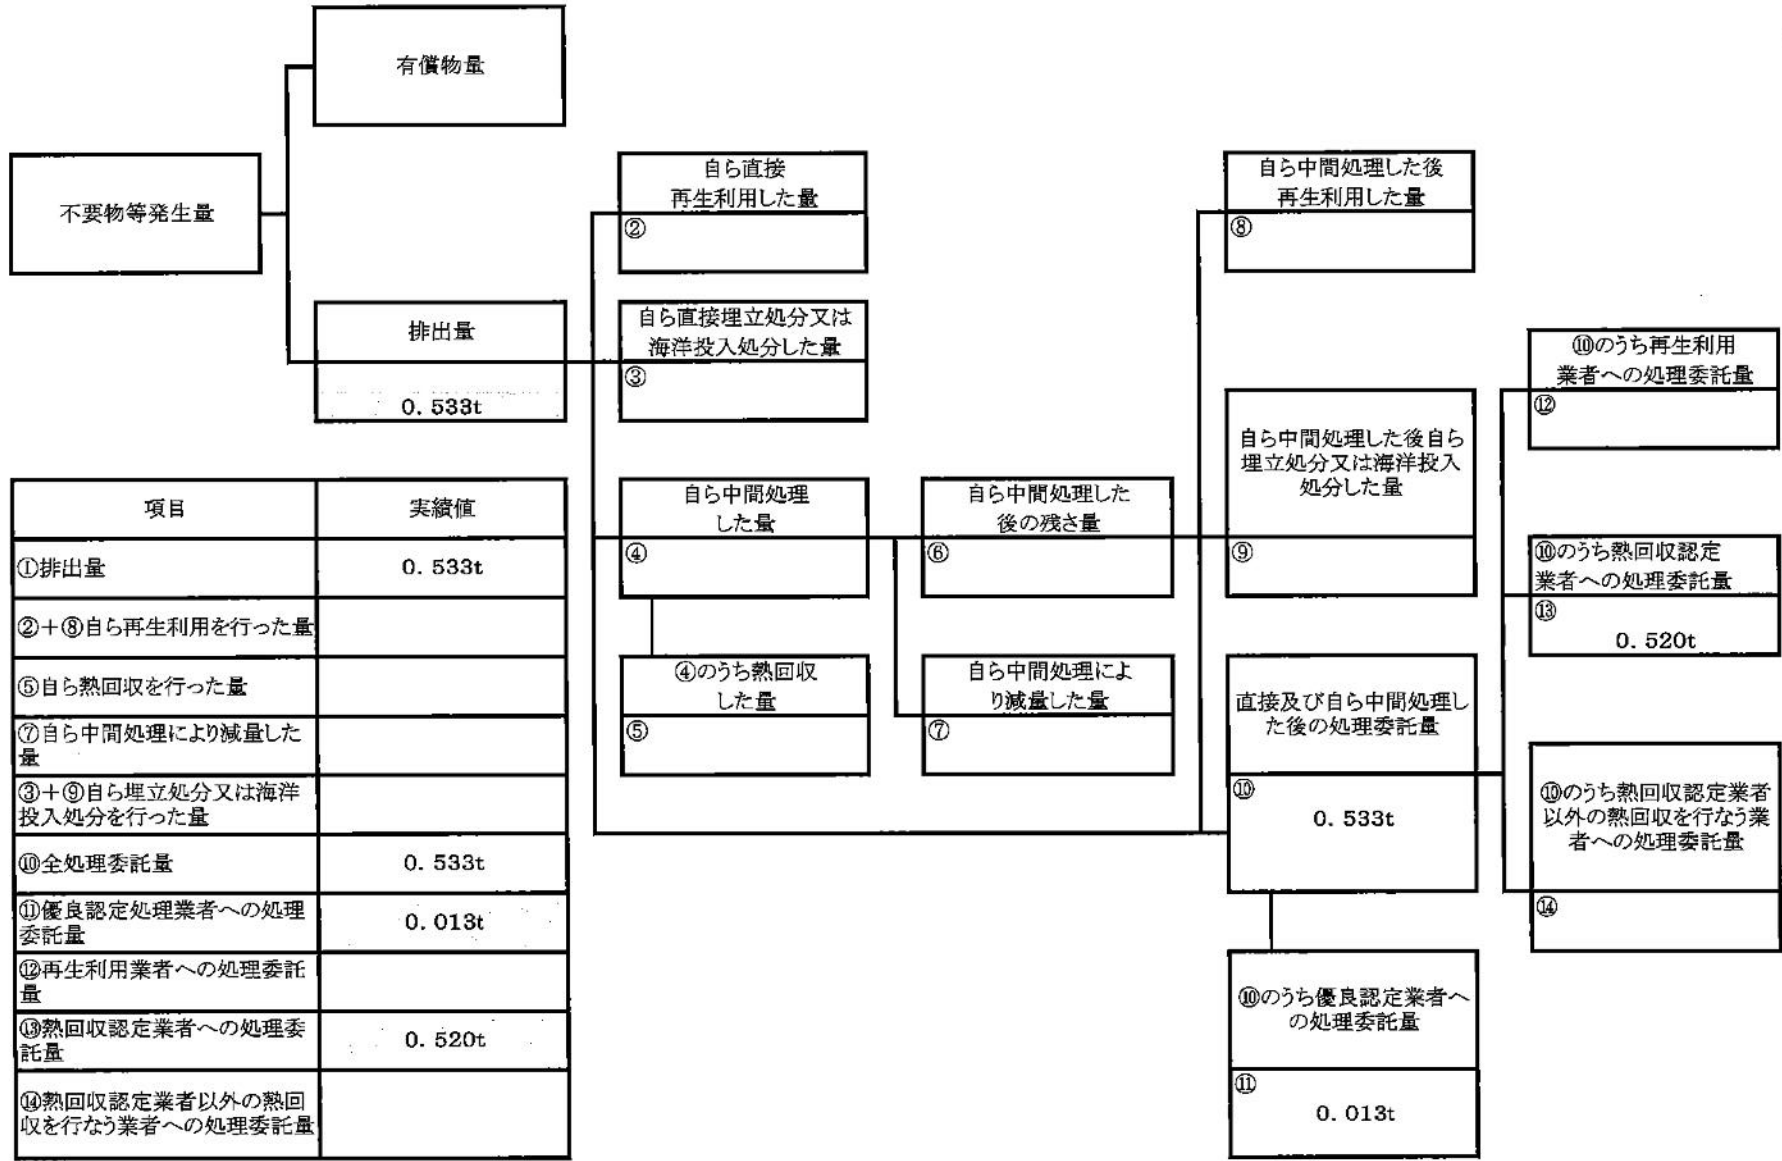 有償物量
不要物等発生量
排出量
0.533t
自ら直接
再生利用した量
②
自ら直接埋立処分又は
海洋投入処分した量
③
自ら中間処理
した量
④
④のうち熱回収
した量
⑤
自ら中間処理した
後の残さ量
⑥
自ら中間処理によ
り減量した量
⑦
自ら中間処理した後
再生利用した量
⑧
自ら中間処理した後自ら
埋立処分又は海洋投入
処分した量
⑨
直接及び自ら中間処理し
た後の処理委託量
⑩
0.533t
⑩のうち優良認定業者へ
の処理委託量
⑪
0.013t
⑩のうち再生利用
業者への処理委託量
⑫
⑩のうち熱回収認定
業者への処理委託量
⑬
0.520t
⑩のうち熱回収認定業者
以外の熱回収を行なう業
者への処理委託量
⑭
項目 実績値
①排出量 0.533t
②+⑧自ら再生利用を行った量
⑤自ら熱回収を行った量
⑦自ら中間処理により減量した
量
③+⑨自ら埋立処分又は海洋
投入処分を行った量
⑩全処理委託量 0.533t
⑪優良認定処理業者への処理
委託量 0.013t
⑫再生利用業者への処理委託
量
⑬熱回収認定業者への処理委
託量 0.520t
⑭熱回収認定業者以外の熱回
収を行なう業者への処理委託量